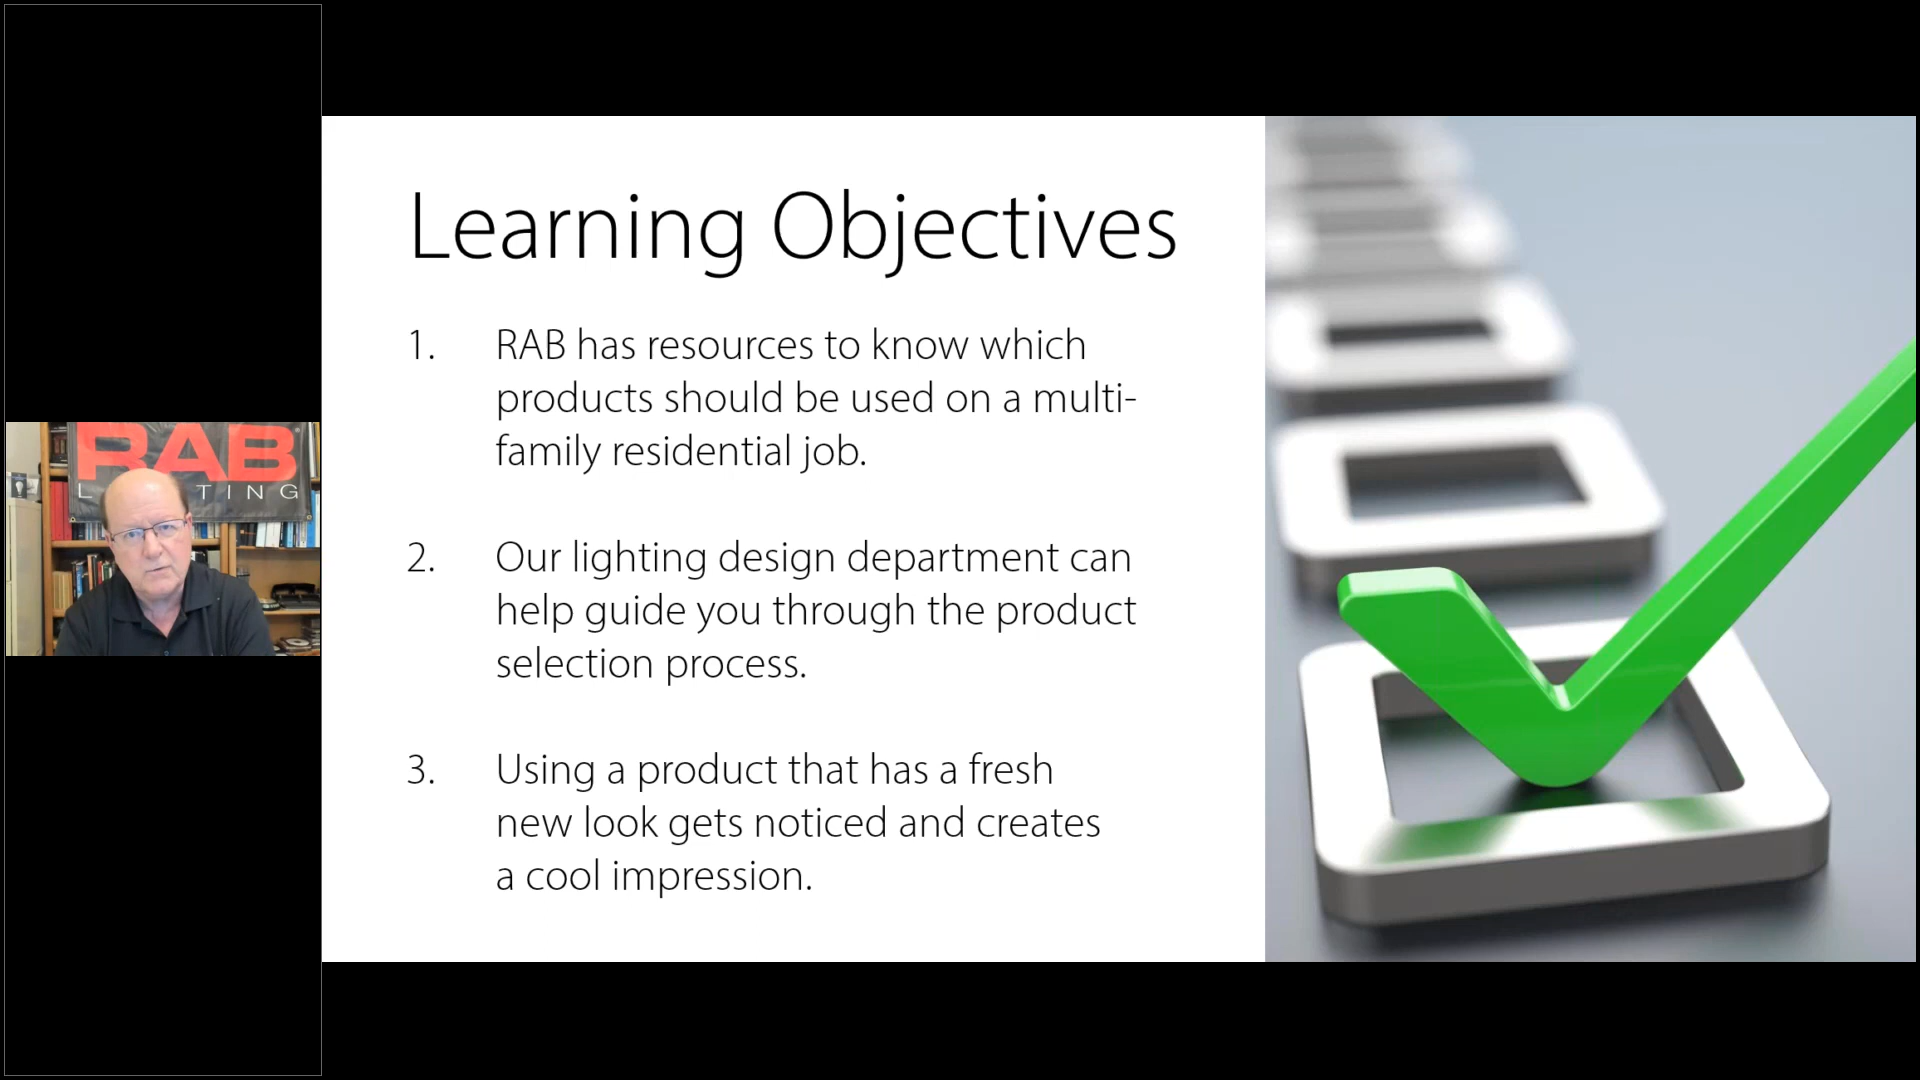 Learning Objectives
1. RAB has resources to know which
products should be used on a multi-
family residential job.
2. Our lighting design department can
help guide you through the product
selection process.
3. Using a product that has a fresh
new look gets noticed and creates
a cool impression.
RAB
L TING